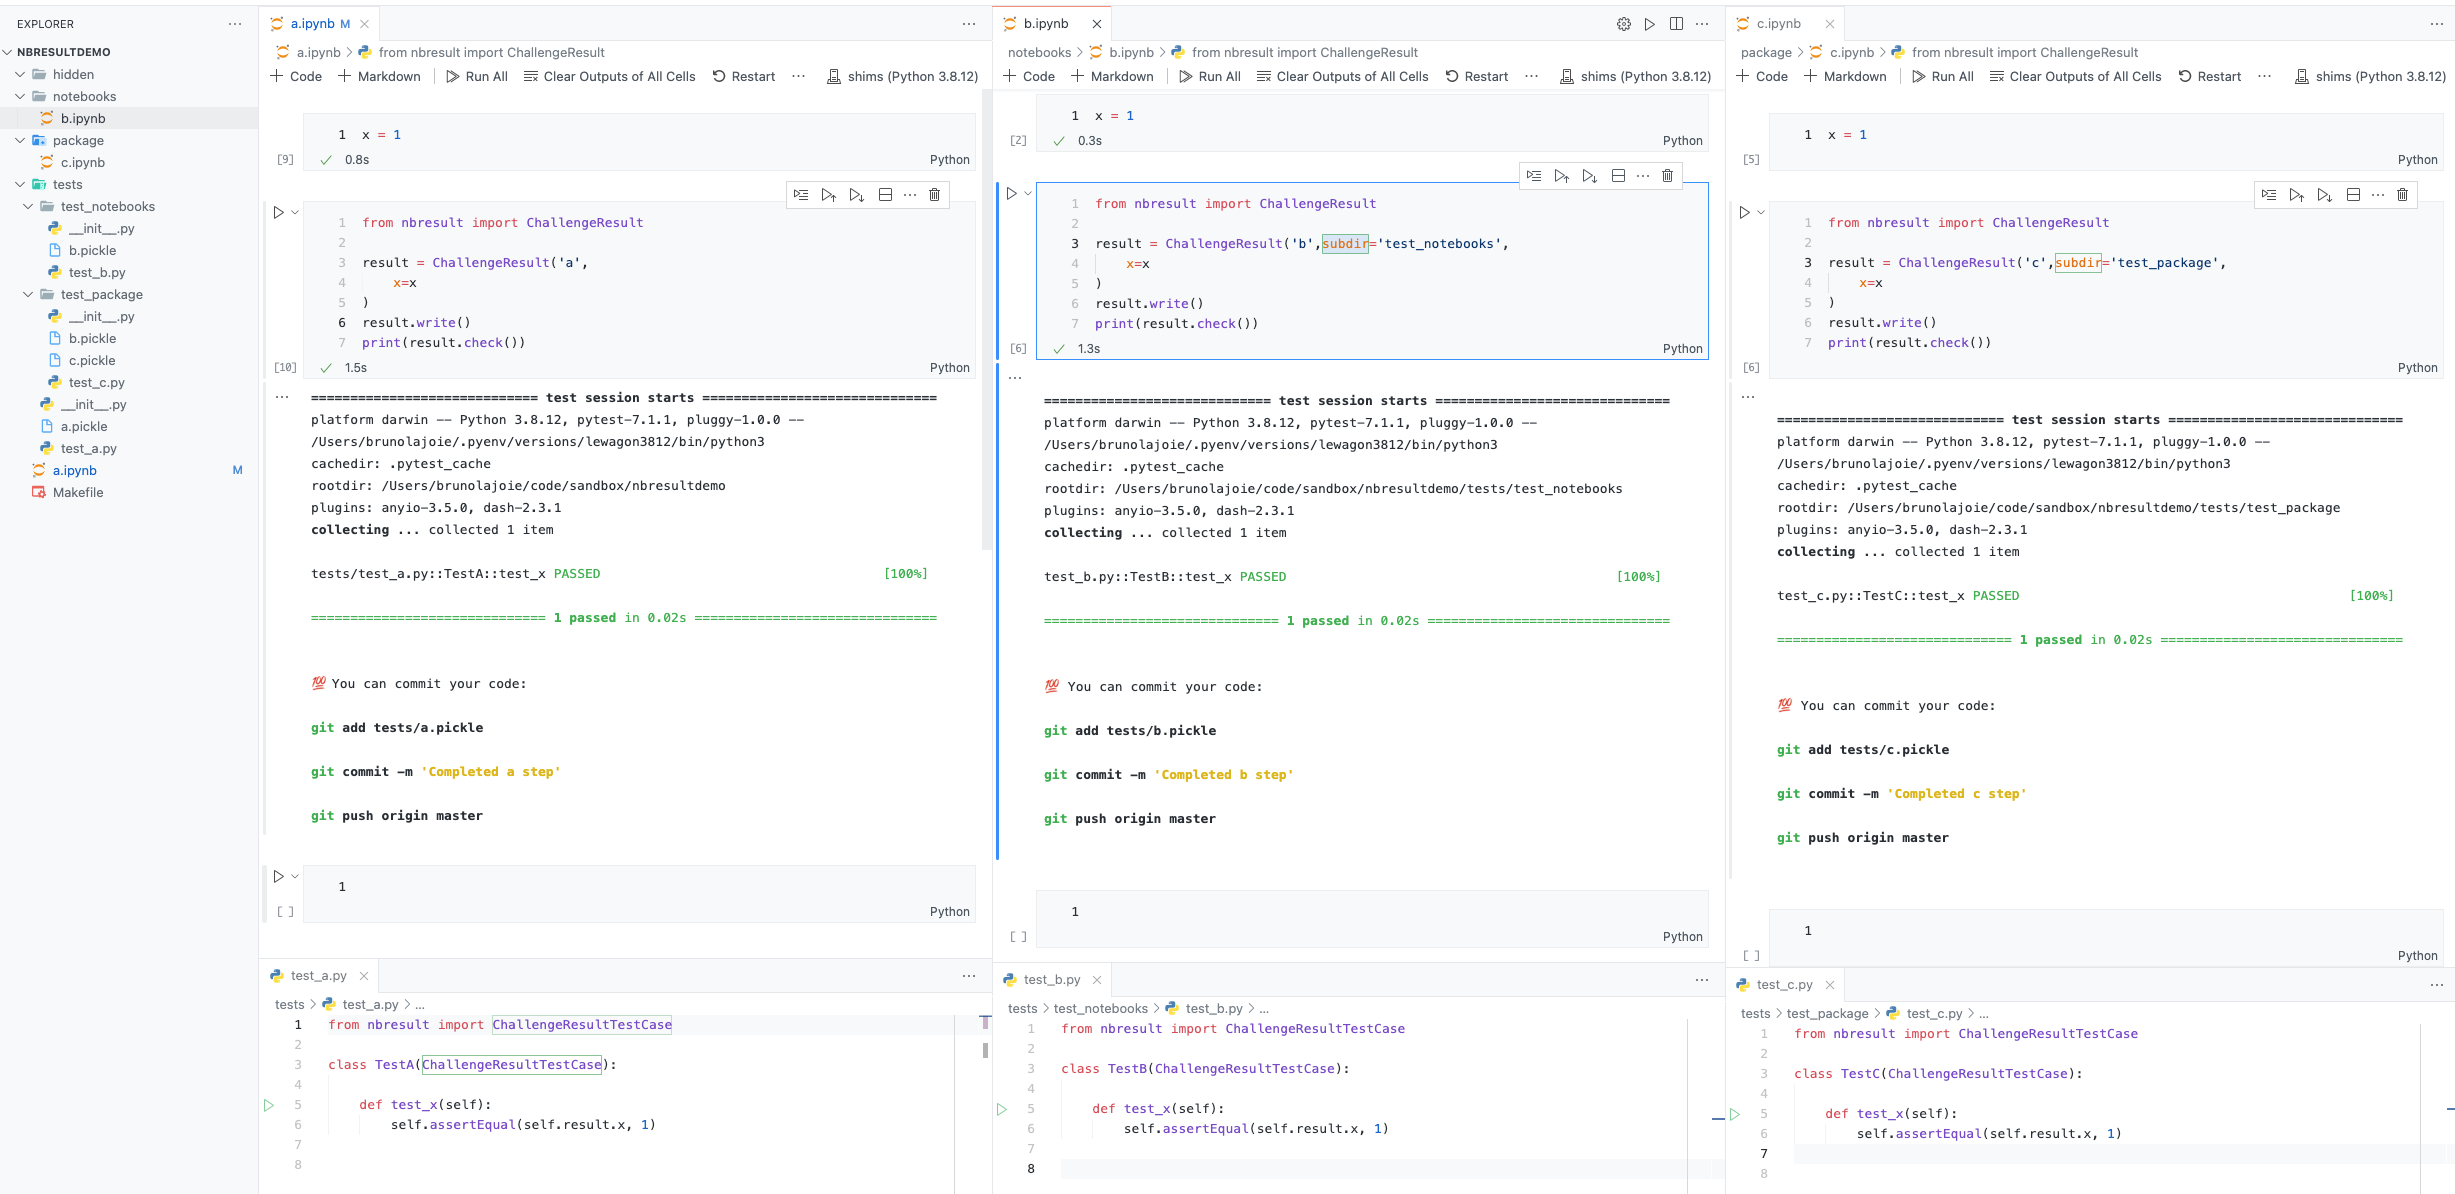 EXPLORER
NBRESULTDEMO
hidden
notebooks
b.ipynb
package
c.ipynb
tests
test_notebooks
__init__.py
b.pickle
test_b.py
test_package
__init__.py
b.pickle
c.pickle
test_c.py
__init__.py
a.pickle
test_a.py
a.ipynb M
Makefile
a.ipynb M
a.ipynb > from nbresult import ChallengeResult
+ Code + Markdown Run All Clear Outputs of All Cells Restart ... shims (Python 3.8.12)
1 x = 1
[9] 0.8s Python
1 from nbresult import ChallengeResult
2
3 result = ChallengeResult('a',
4 x=x
5 )
6 result.write()
7 print(result.check())
[10] 1.5s Python
============================= test session starts ==============================
platform darwin -- Python 3.8.12, pytest-7.1.1, pluggy-1.0.0 --
/Users/brunolajoie/.pyenv/versions/lewagon3812/bin/python3
cachedir: .pytest_cache
rootdir: /Users/brunolajoie/code/sandbox/nbresultdemo
plugins: anyio-3.5.0, dash-2.3.1
collecting ... collected 1 item
tests/test_a.py::TestA::test_x PASSED [100%]
============================== 1 passed in 0.02s ===============================
💯 You can commit your code:
git add tests/a.pickle
git commit -m 'Completed a step'
git push origin master
1
[ ] Python
test_a.py
tests > test_a.py > ...
1 from nbresult import ChallengeResultTestCase
2
3 class TestA(ChallengeResultTestCase):
4
5 def test_x(self):
6 self.assertEqual(self.result.x, 1)
7
8
b.ipynb
notebooks > b.ipynb > from nbresult import ChallengeResult
+ Code + Markdown Run All Clear Outputs of All Cells Restart ... shims (Python 3.8.12)
1 x = 1
[2] 0.3s Python
1 from nbresult import ChallengeResult
2
3 result = ChallengeResult('b',subdir='test_notebooks',
4 x=x
5 )
6 result.write()
7 print(result.check())
[6] 1.3s Python
============================= test session starts ==============================
platform darwin -- Python 3.8.12, pytest-7.1.1, pluggy-1.0.0 --
/Users/brunolajoie/.pyenv/versions/lewagon3812/bin/python3
cachedir: .pytest_cache
rootdir: /Users/brunolajoie/code/sandbox/nbresultdemo/tests/test_notebooks
plugins: anyio-3.5.0, dash-2.3.1
collecting ... collected 1 item
test_b.py::TestB::test_x PASSED [100%]
============================== 1 passed in 0.02s ===============================
💯 You can commit your code:
git add tests/b.pickle
git commit -m 'Completed b step'
git push origin master
1
[ ] Python
test_b.py
tests > test_notebooks > test_b.py > ...
1 from nbresult import ChallengeResultTestCase
2
3 class TestB(ChallengeResultTestCase):
4
5 def test_x(self):
6 self.assertEqual(self.result.x, 1)
7
8
c.ipynb
package > c.ipynb > from nbresult import ChallengeResult
+ Code + Markdown Run All Clear Outputs of All Cells Restart ... shims (Python 3.8.12)
1 x = 1
[5] Python
1 from nbresult import ChallengeResult
2
3 result = ChallengeResult('c',subdir='test_package',
4 x=x
5 )
6 result.write()
7 print(result.check())
[6] Python
============================= test session starts ==============================
platform darwin -- Python 3.8.12, pytest-7.1.1, pluggy-1.0.0 --
/Users/brunolajoie/.pyenv/versions/lewagon3812/bin/python3
cachedir: .pytest_cache
rootdir: /Users/brunolajoie/code/sandbox/nbresultdemo/tests/test_package
plugins: anyio-3.5.0, dash-2.3.1
collecting ... collected 1 item
test_c.py::TestC::test_x PASSED [100%]
============================== 1 passed in 0.02s ===============================
💯 You can commit your code:
git add tests/c.pickle
git commit -m 'Completed c step'
git push origin master
1
[ ] Python
test_c.py
tests > test_package > test_c.py > ...
1 from nbresult import ChallengeResultTestCase
2
3 class TestC(ChallengeResultTestCase):
4
5 def test_x(self):
6 self.assertEqual(self.result.x, 1)
7
8